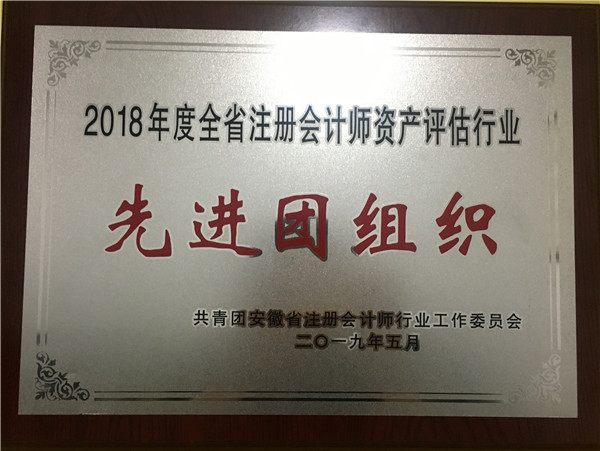 2018年度全省注册会计师资产评估行业
先进团组织
共青团安徽省注册会计师行业工作委员会
二〇一九年五月